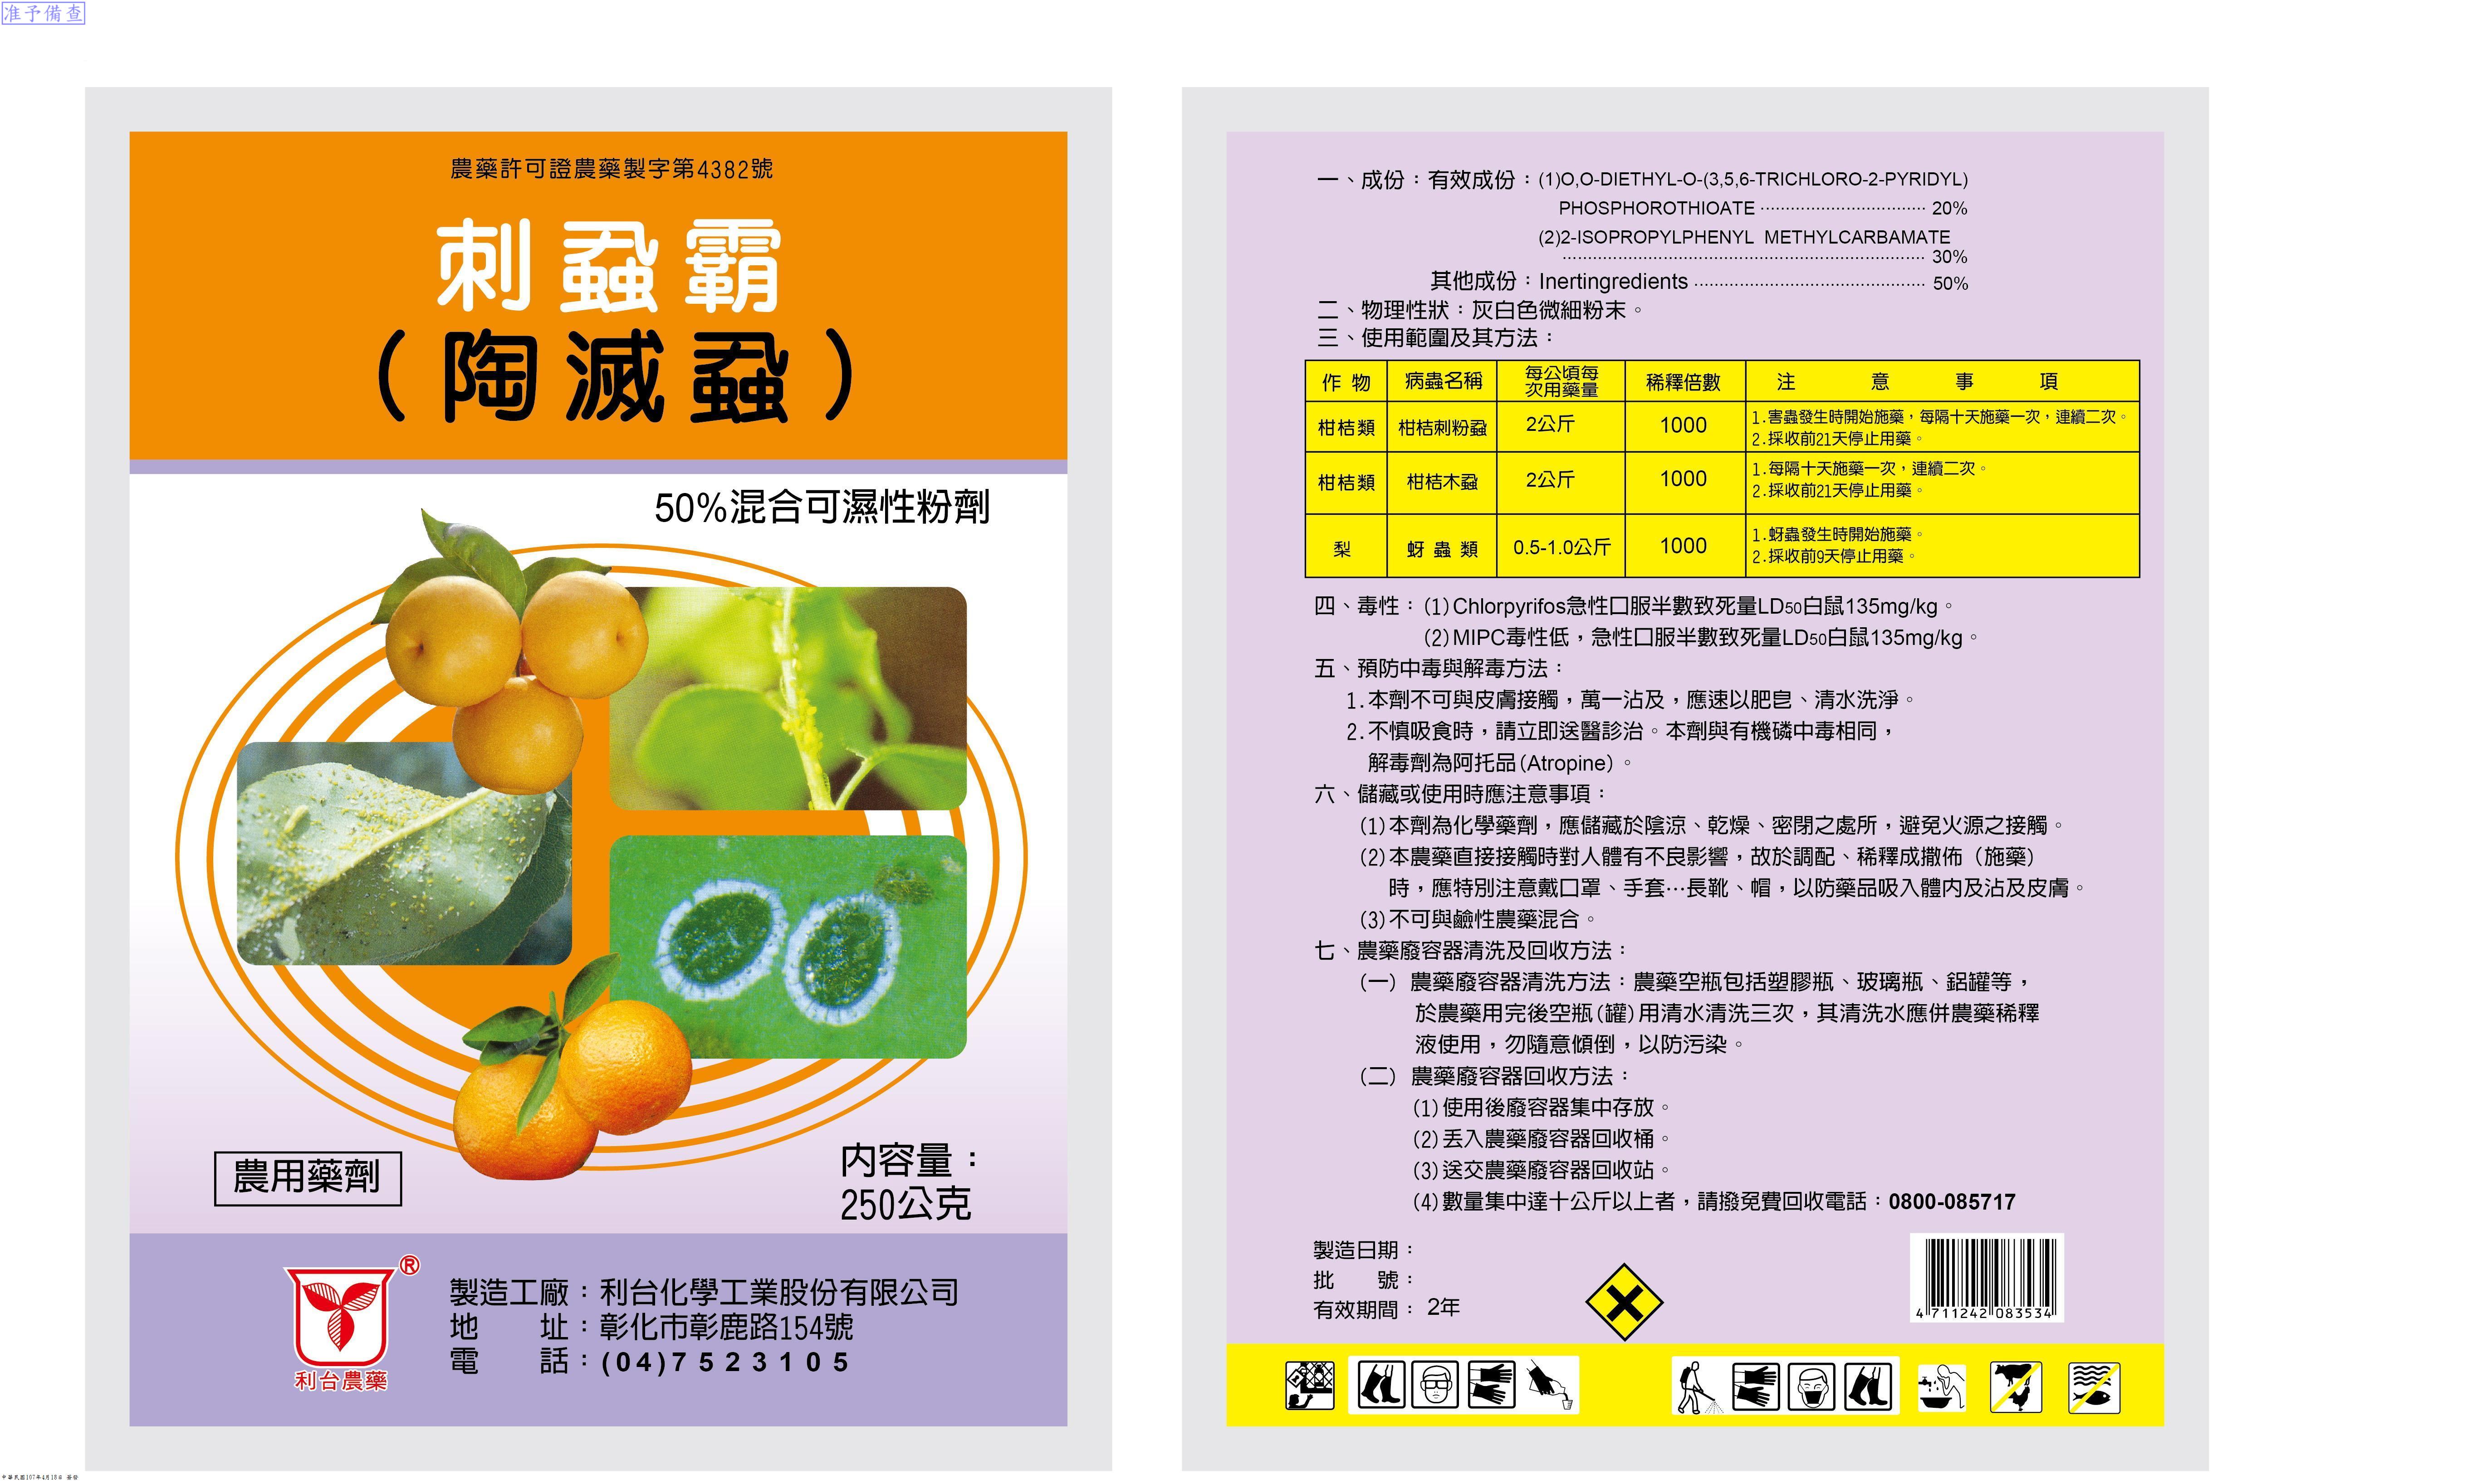 准予備查
農藥許可證農藥製字第4382號
刺蝨霸
（陶滅蝨）
50%混合可濕性粉劑
農用藥劑
內容量：
250公克
®
利台農藥
製造工廠：利台化學工業股份有限公司
地　　址：彰化市彰鹿路154號
電　　話：(04)7523105
一、成份：有效成份：(1)O,O-DIETHYL-O-(3,5,6-TRICHLORO-2-PYRIDYL)
PHOSPHOROTHIOATE ································· 20%
(2)2-ISOPROPYLPHENYL METHYLCARBAMATE
········································································ 30%
其他成份：Inertingredients ·············································· 50%
二、物理性狀：灰白色微細粉末。
三、使用範圍及其方法：
作物 病蟲名稱 每公頃每次用藥量 稀釋倍數 注意事項
柑桔類 柑桔刺粉蝨 2公斤 1000 1.害蟲發生時開始施藥，每隔十天施藥一次，連續二次。
2.採收前21天停止用藥。
柑桔類 柑桔木蝨 2公斤 1000 1.每隔十天施藥一次，連續二次。
2.採收前21天停止用藥。
梨 蚜蟲類 0.5-1.0公斤 1000 1.蚜蟲發生時開始施藥。
2.採收前9天停止用藥。
四、毒性：(1)Chlorpyrifos急性口服半數致死量LD50白鼠135mg/kg。
(2)MIPC毒性低，急性口服半數致死量LD50白鼠135mg/kg。
五、預防中毒與解毒方法：
1.本劑不可與皮膚接觸，萬一沾及，應速以肥皂、清水洗淨。
2.不慎吸食時，請立即送醫診治。本劑與有機磷中毒相同，
解毒劑為阿托品(Atropine)。
六、儲藏或使用時應注意事項：
(1)本劑為化學藥劑，應儲藏於陰涼、乾燥、密閉之處所，避免火源之接觸。
(2)本農藥直接接觸時對人體有不良影響，故於調配、稀釋成撒佈（施藥）
時，應特別注意戴口罩、手套…長靴、帽，以防藥品吸入體內及沾及皮膚。
(3)不可與鹼性農藥混合。
七、農藥廢容器清洗及回收方法：
(一) 農藥廢容器清洗方法：農藥空瓶包括塑膠瓶、玻璃瓶、鋁罐等，
於農藥用完後空瓶(罐)用清水清洗三次，其清洗水應併農藥稀釋
液使用，勿隨意傾倒，以防污染。
(二) 農藥廢容器回收方法：
(1)使用後廢容器集中存放。
(2)丟入農藥廢容器回收桶。
(3)送交農藥廢容器回收站。
(4)數量集中達十公斤以上者，請撥免費回收電話：0800-085717
製造日期：
批　　號：
有效期間：2年
4 711242 083534
中華民國107年4月18日 藥發